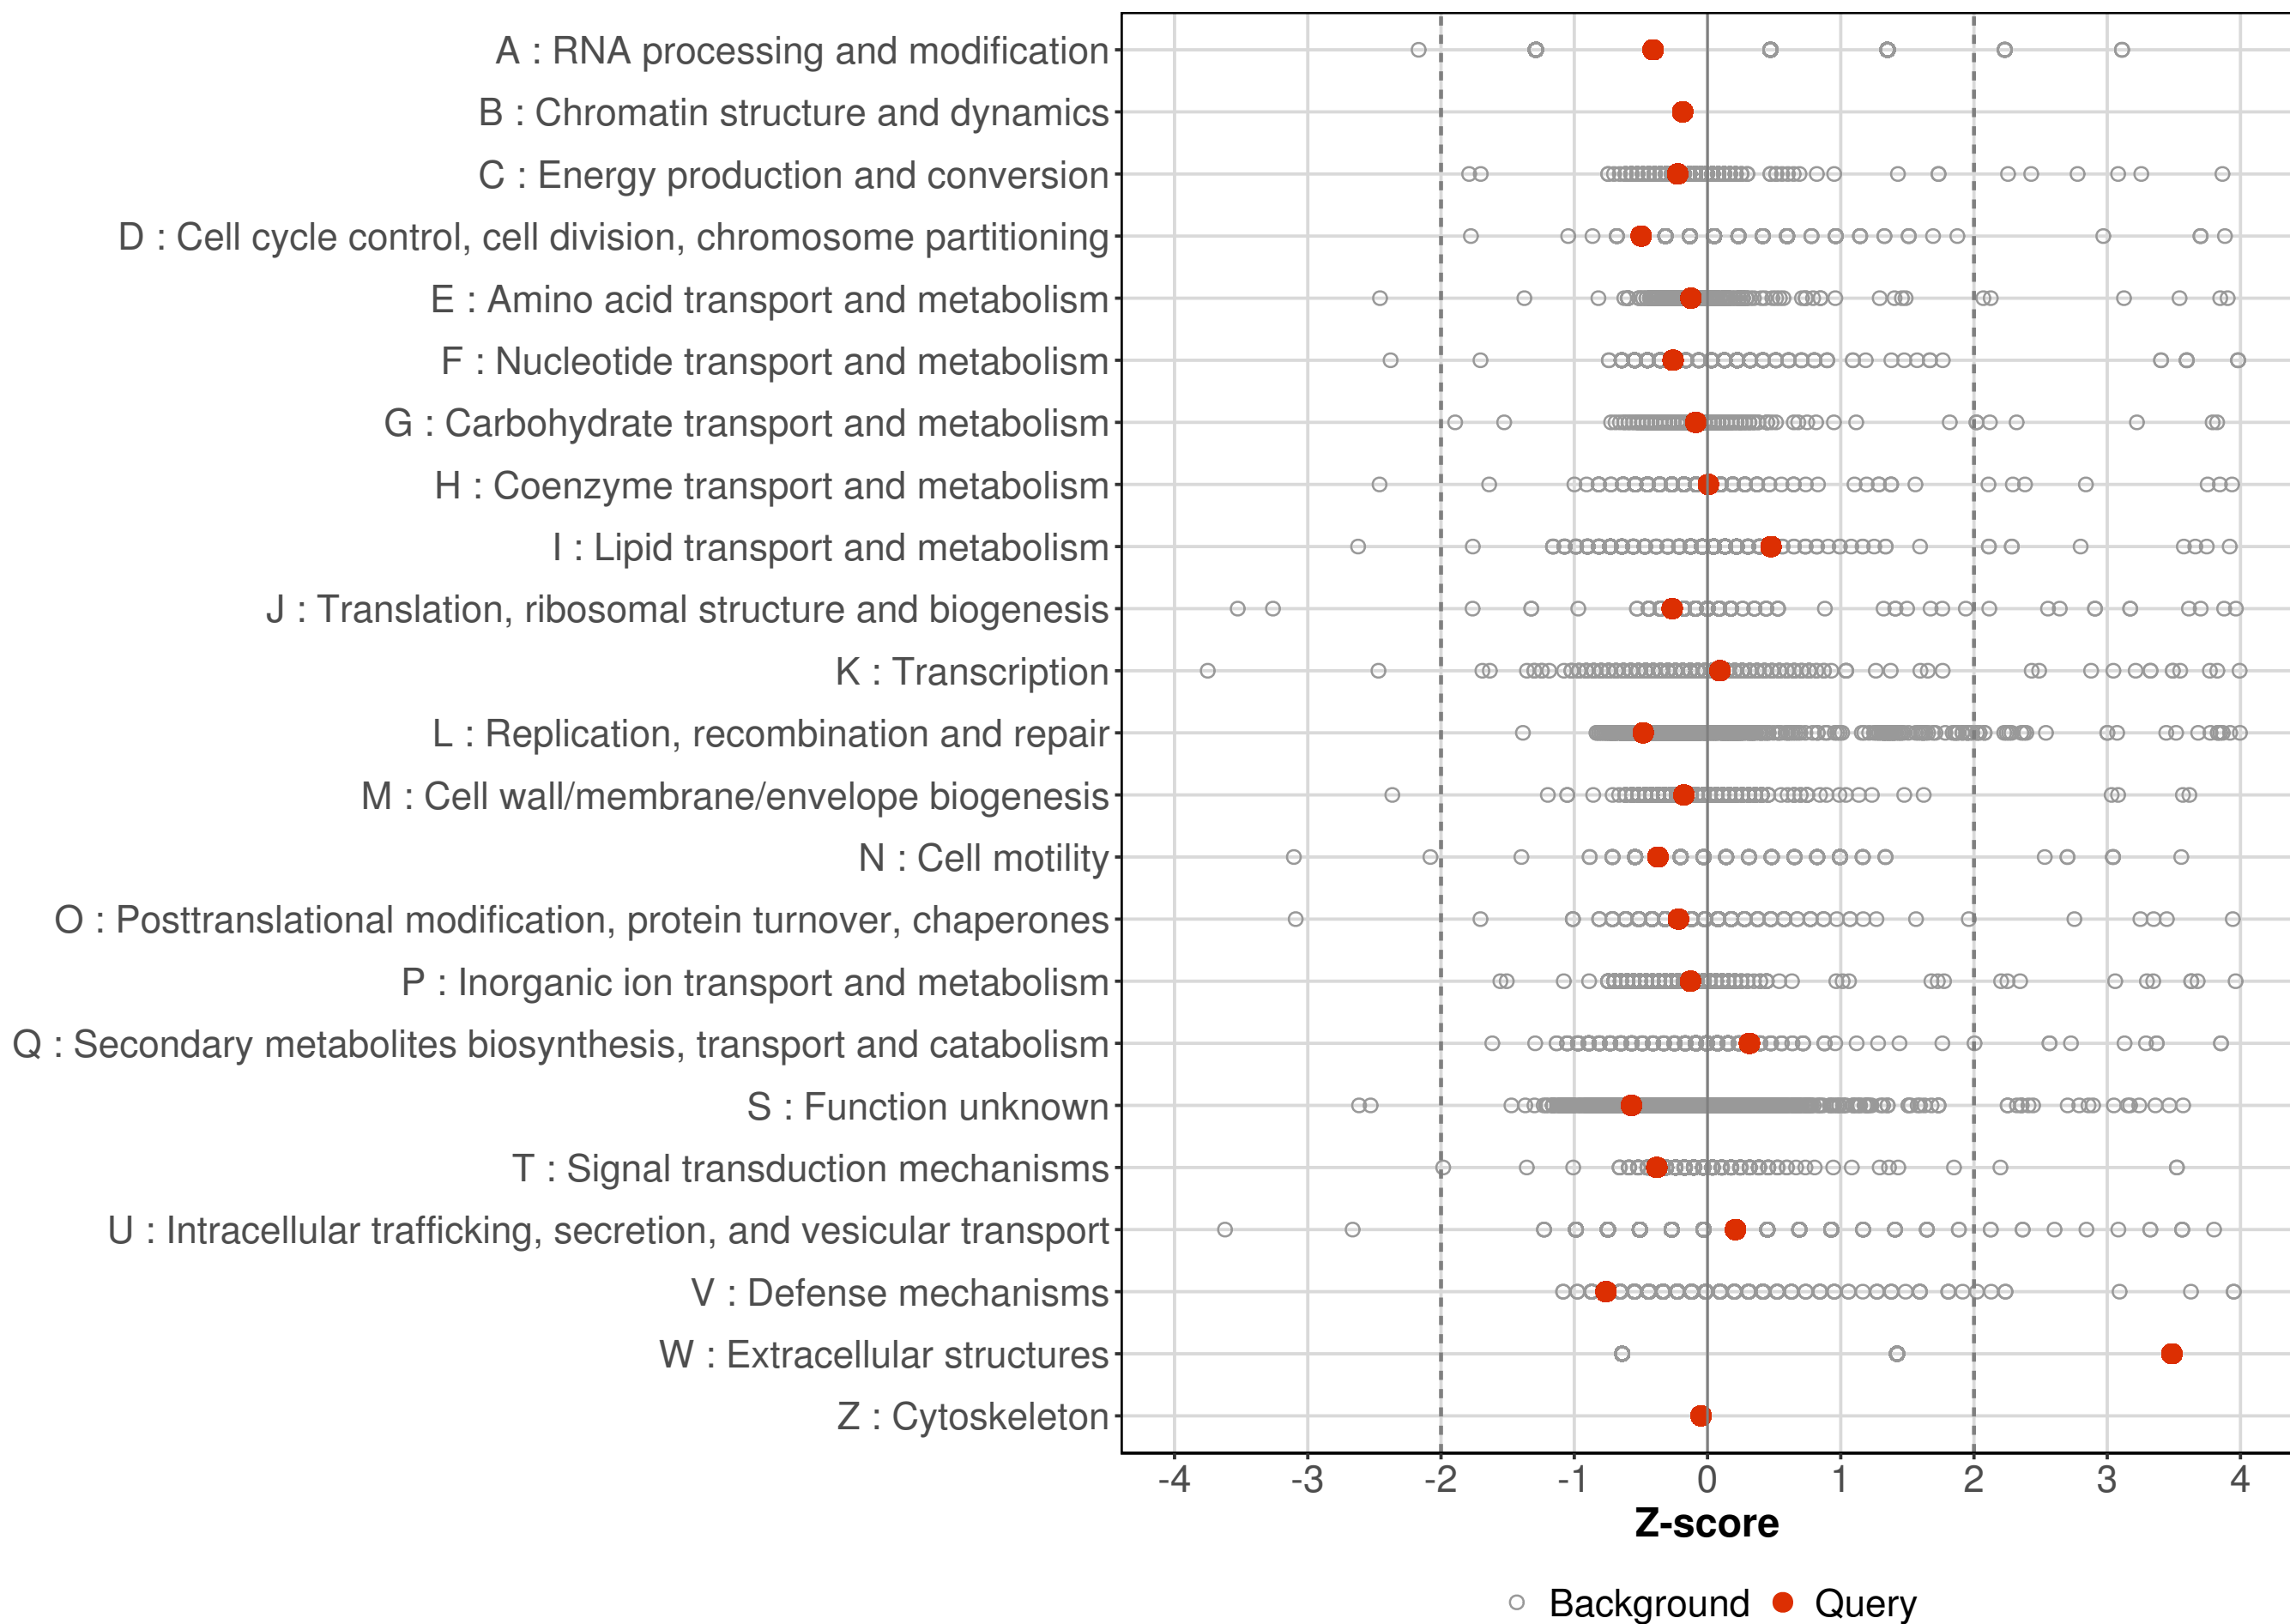 A : RNA processing and modification
B : Chromatin structure and dynamics
C : Energy production and conversion
D : Cell cycle control, cell division, chromosome partitioning
E : Amino acid transport and metabolism
F : Nucleotide transport and metabolism
G : Carbohydrate transport and metabolism
H : Coenzyme transport and metabolism
I : Lipid transport and metabolism
J : Translation, ribosomal structure and biogenesis
K : Transcription
L : Replication, recombination and repair
M : Cell wall/membrane/envelope biogenesis
N : Cell motility
O : Posttranslational modification, protein turnover, chaperones
P : Inorganic ion transport and metabolism
Q : Secondary metabolites biosynthesis, transport and catabolism
S : Function unknown
T : Signal transduction mechanisms
U : Intracellular trafficking, secretion, and vesicular transport
V : Defense mechanisms
W : Extracellular structures
Z : Cytoskeleton
-4 -3 -2 -1 0 1 2 3 4
Z-score
Background Query